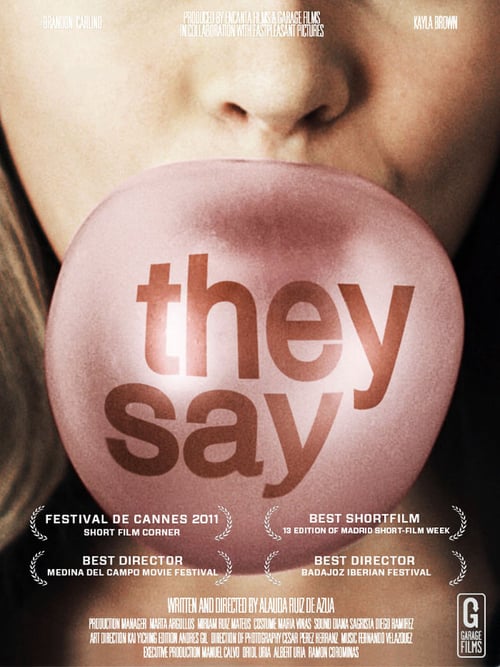 BRANDON CARLINO
PRODUCED BY ENCANTA FILMS & GARAGE FILMS
IN COLLABORATION WITH EASTPLEASANT PICTURES
KAYLA BROWN
they
say
FESTIVAL DE CANNES 2011
SHORT FILM CORNER
BEST SHORTFILM
13 EDITION OF MADRID SHORT-FILM WEEK
BEST DIRECTOR
MEDINA DEL CAMPO MOVIE FESTIVAL
BEST DIRECTOR
BADAJOZ IBERIAN FESTIVAL
WRITTEN AND DIRECTED BY ALAUDA RUIZ DE AZUA
PRODUCTION MANAGER MARTA ARGULLOS MIRIAM RUIZ MATEOS COSTUME MARIA VIÑAS SOUND DIANA SAGRISTA DIEGO RAMIREZ
ART DIRECTION KAI YICHING EDITION ANDRES GIL DIRECTION OF PHOTOGRAPHY CESAR PEREZ HERRANZ MUSIC FERNANDO VELAZQUEZ
EXECUTIVE PRODUCTION MANUEL CALVO ORIOL URIA ALBERT URIA RAMON COROMINAS
G
GARAGE
FILMS